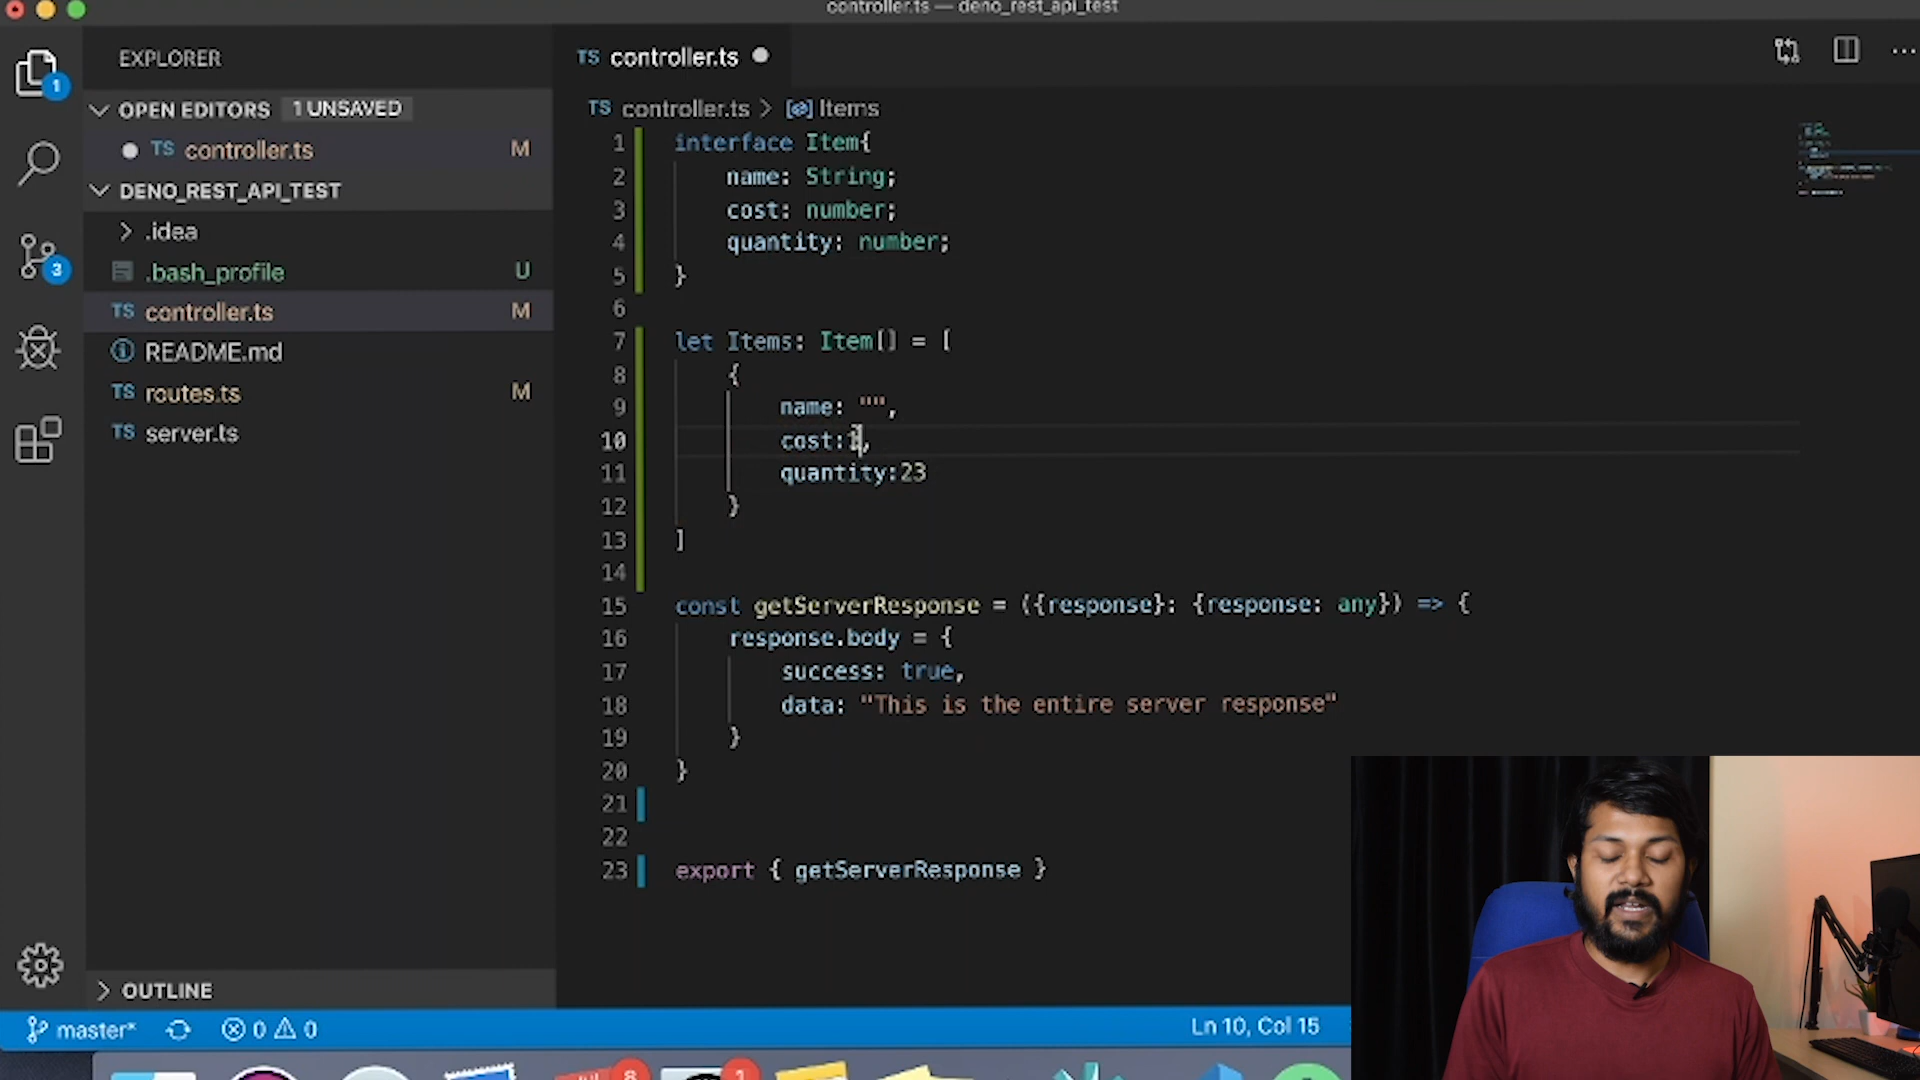 controller.ts — deno_rest_api_test
EXPLORER
OPEN EDITORS 1 UNSAVED
TS controller.ts M
DENO_REST_API_TEST
.idea
.bash_profile U
TS controller.ts M
README.md
TS routes.ts M
TS server.ts
OUTLINE
1
3
TS controller.ts
TS controller.ts > Items
1 interface Item{
2 name: String;
3 cost: number;
4 quantity: number;
5 }
6
7 let Items: Item[] = [
8 {
9 name: "",
10 cost:1,
11 quantity:23
12 }
13 ]
14
15 const getServerResponse = ({response}: {response: any}) => {
16 response.body = {
17 success: true,
18 data: "This is the entire server response"
19 }
20 }
21
22
23 export { getServerResponse }
master* 0 0 Ln 10, Col 15
8 1